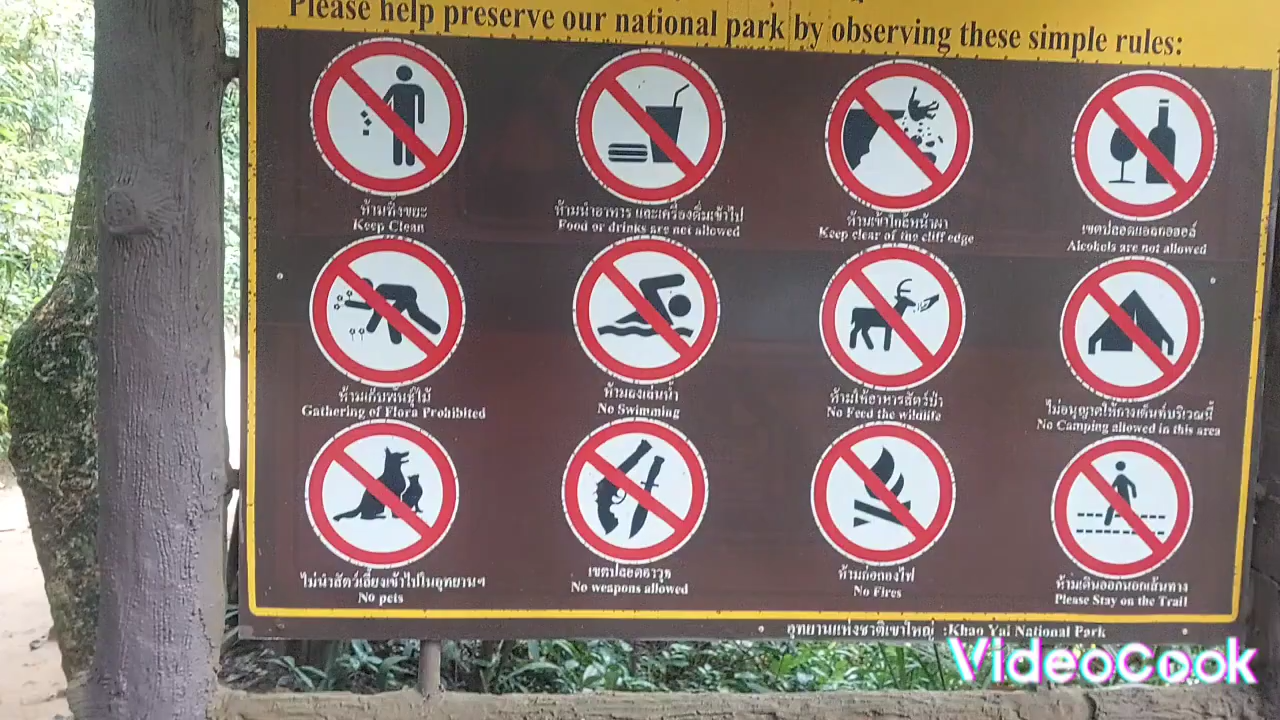 Please help preserve our national park by observing these simple rules:
ห้ามทิ้งขยะ
Keep Clean
ห้ามนำอาหาร และเครื่องดื่มเข้าไป
Food or drinks are not allowed
ห้ามเข้าใกล้หน้าผา
Keep clear of the cliff edge
เขตปลอดแอลกอฮอล์
Alcohols are not allowed
ห้ามเก็บพันธุ์ไม้
Gathering of Flora Prohibited
ห้ามลงเล่นน้ำ
No Swimming
ห้ามให้อาหารสัตว์ป่า
No Feed the wildlife
ไม่อนุญาตให้กางเต็นท์บริเวณนี้
No Camping allowed in this area
ไม่นำสัตว์เลี้ยงเข้าไปในอุทยานฯ
No pets
เขตปลอดอาวุธ
No weapons allowed
ห้ามก่อกองไฟ
No Fires
ห้ามเดินออกนอกเส้นทาง
Please Stay on the Trail
อุทยานแห่งชาติเขาใหญ่ :Khao Yai National Park
VideoCook